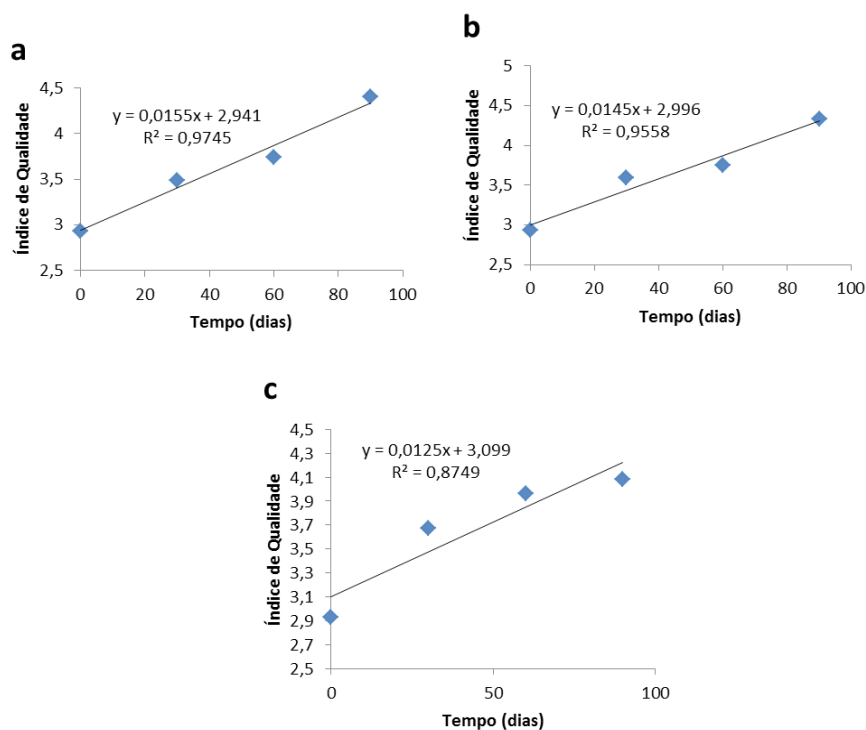 a
4,5
4
3,5
3
2,5
Índice de Qualidade
y = 0,0155x + 2,941
R² = 0,9745
0 20 40 60 80 100
Tempo (dias)
b
5
4,5
4
3,5
3
2,5
Índice de Qualidade
y = 0,0145x + 2,996
R² = 0,9558
0 20 40 60 80 100
Tempo (dias)
c
4,5
4,3
4,1
3,9
3,7
3,5
3,3
3,1
2,9
2,7
2,5
Índice de Qualidade
y = 0,0125x + 3,099
R² = 0,8749
0 50 100
Tempo (dias)